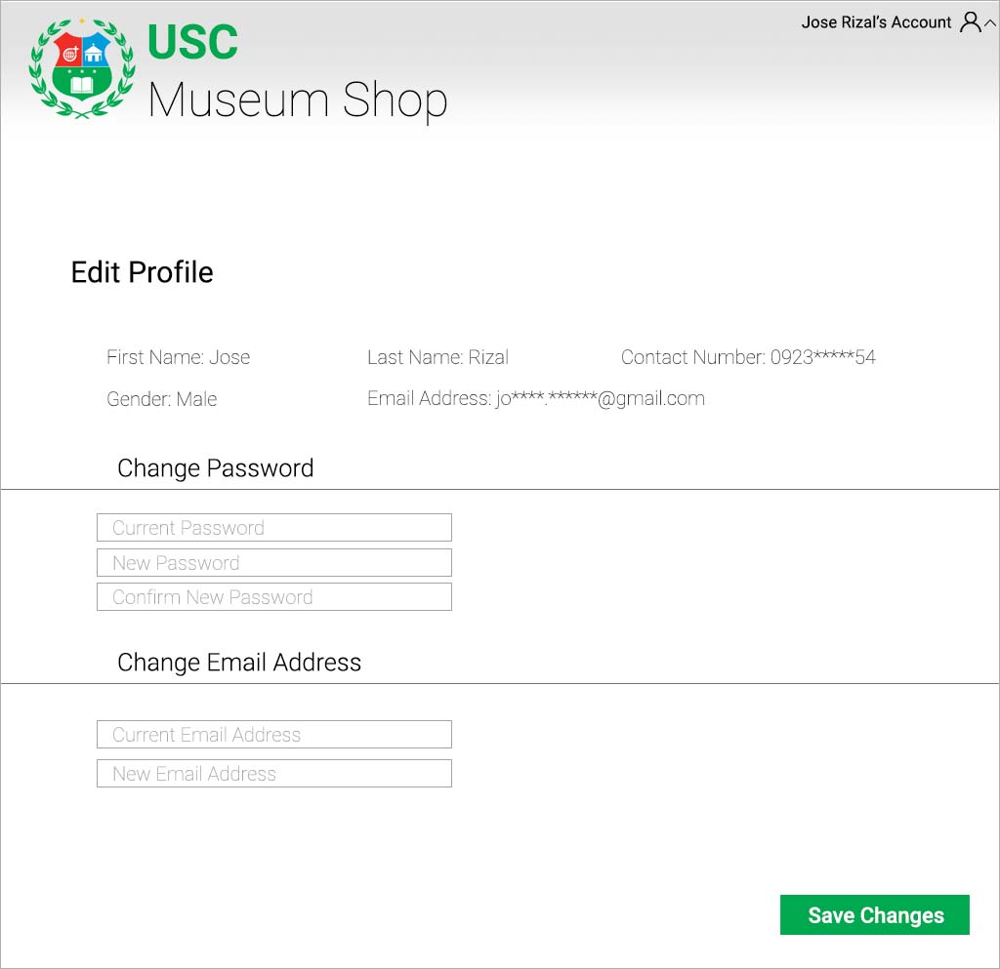 Jose Rizal's Account
USC
Museum Shop
Edit Profile
First Name: Jose
Last Name: Rizal
Contact Number: 0923*****54
Gender: Male
Email Address: jo****.******@gmail.com
Change Password
Current Password
New Password
Confirm New Password
Change Email Address
Current Email Address
New Email Address
Save Changes